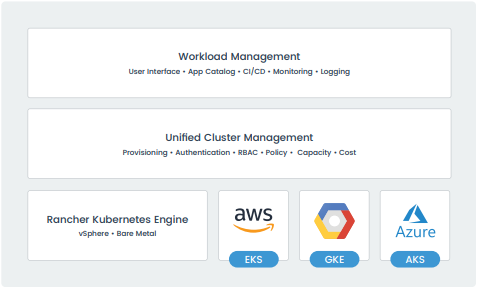 Workload Management
User Interface • App Catalog • CI/CD • Monitoring • Logging
Unified Cluster Management
Provisioning • Authentication • RBAC • Policy • Capacity • Cost
Rancher Kubernetes Engine
vSphere • Bare Metal
aws
EKS
GKE
Azure
AKS